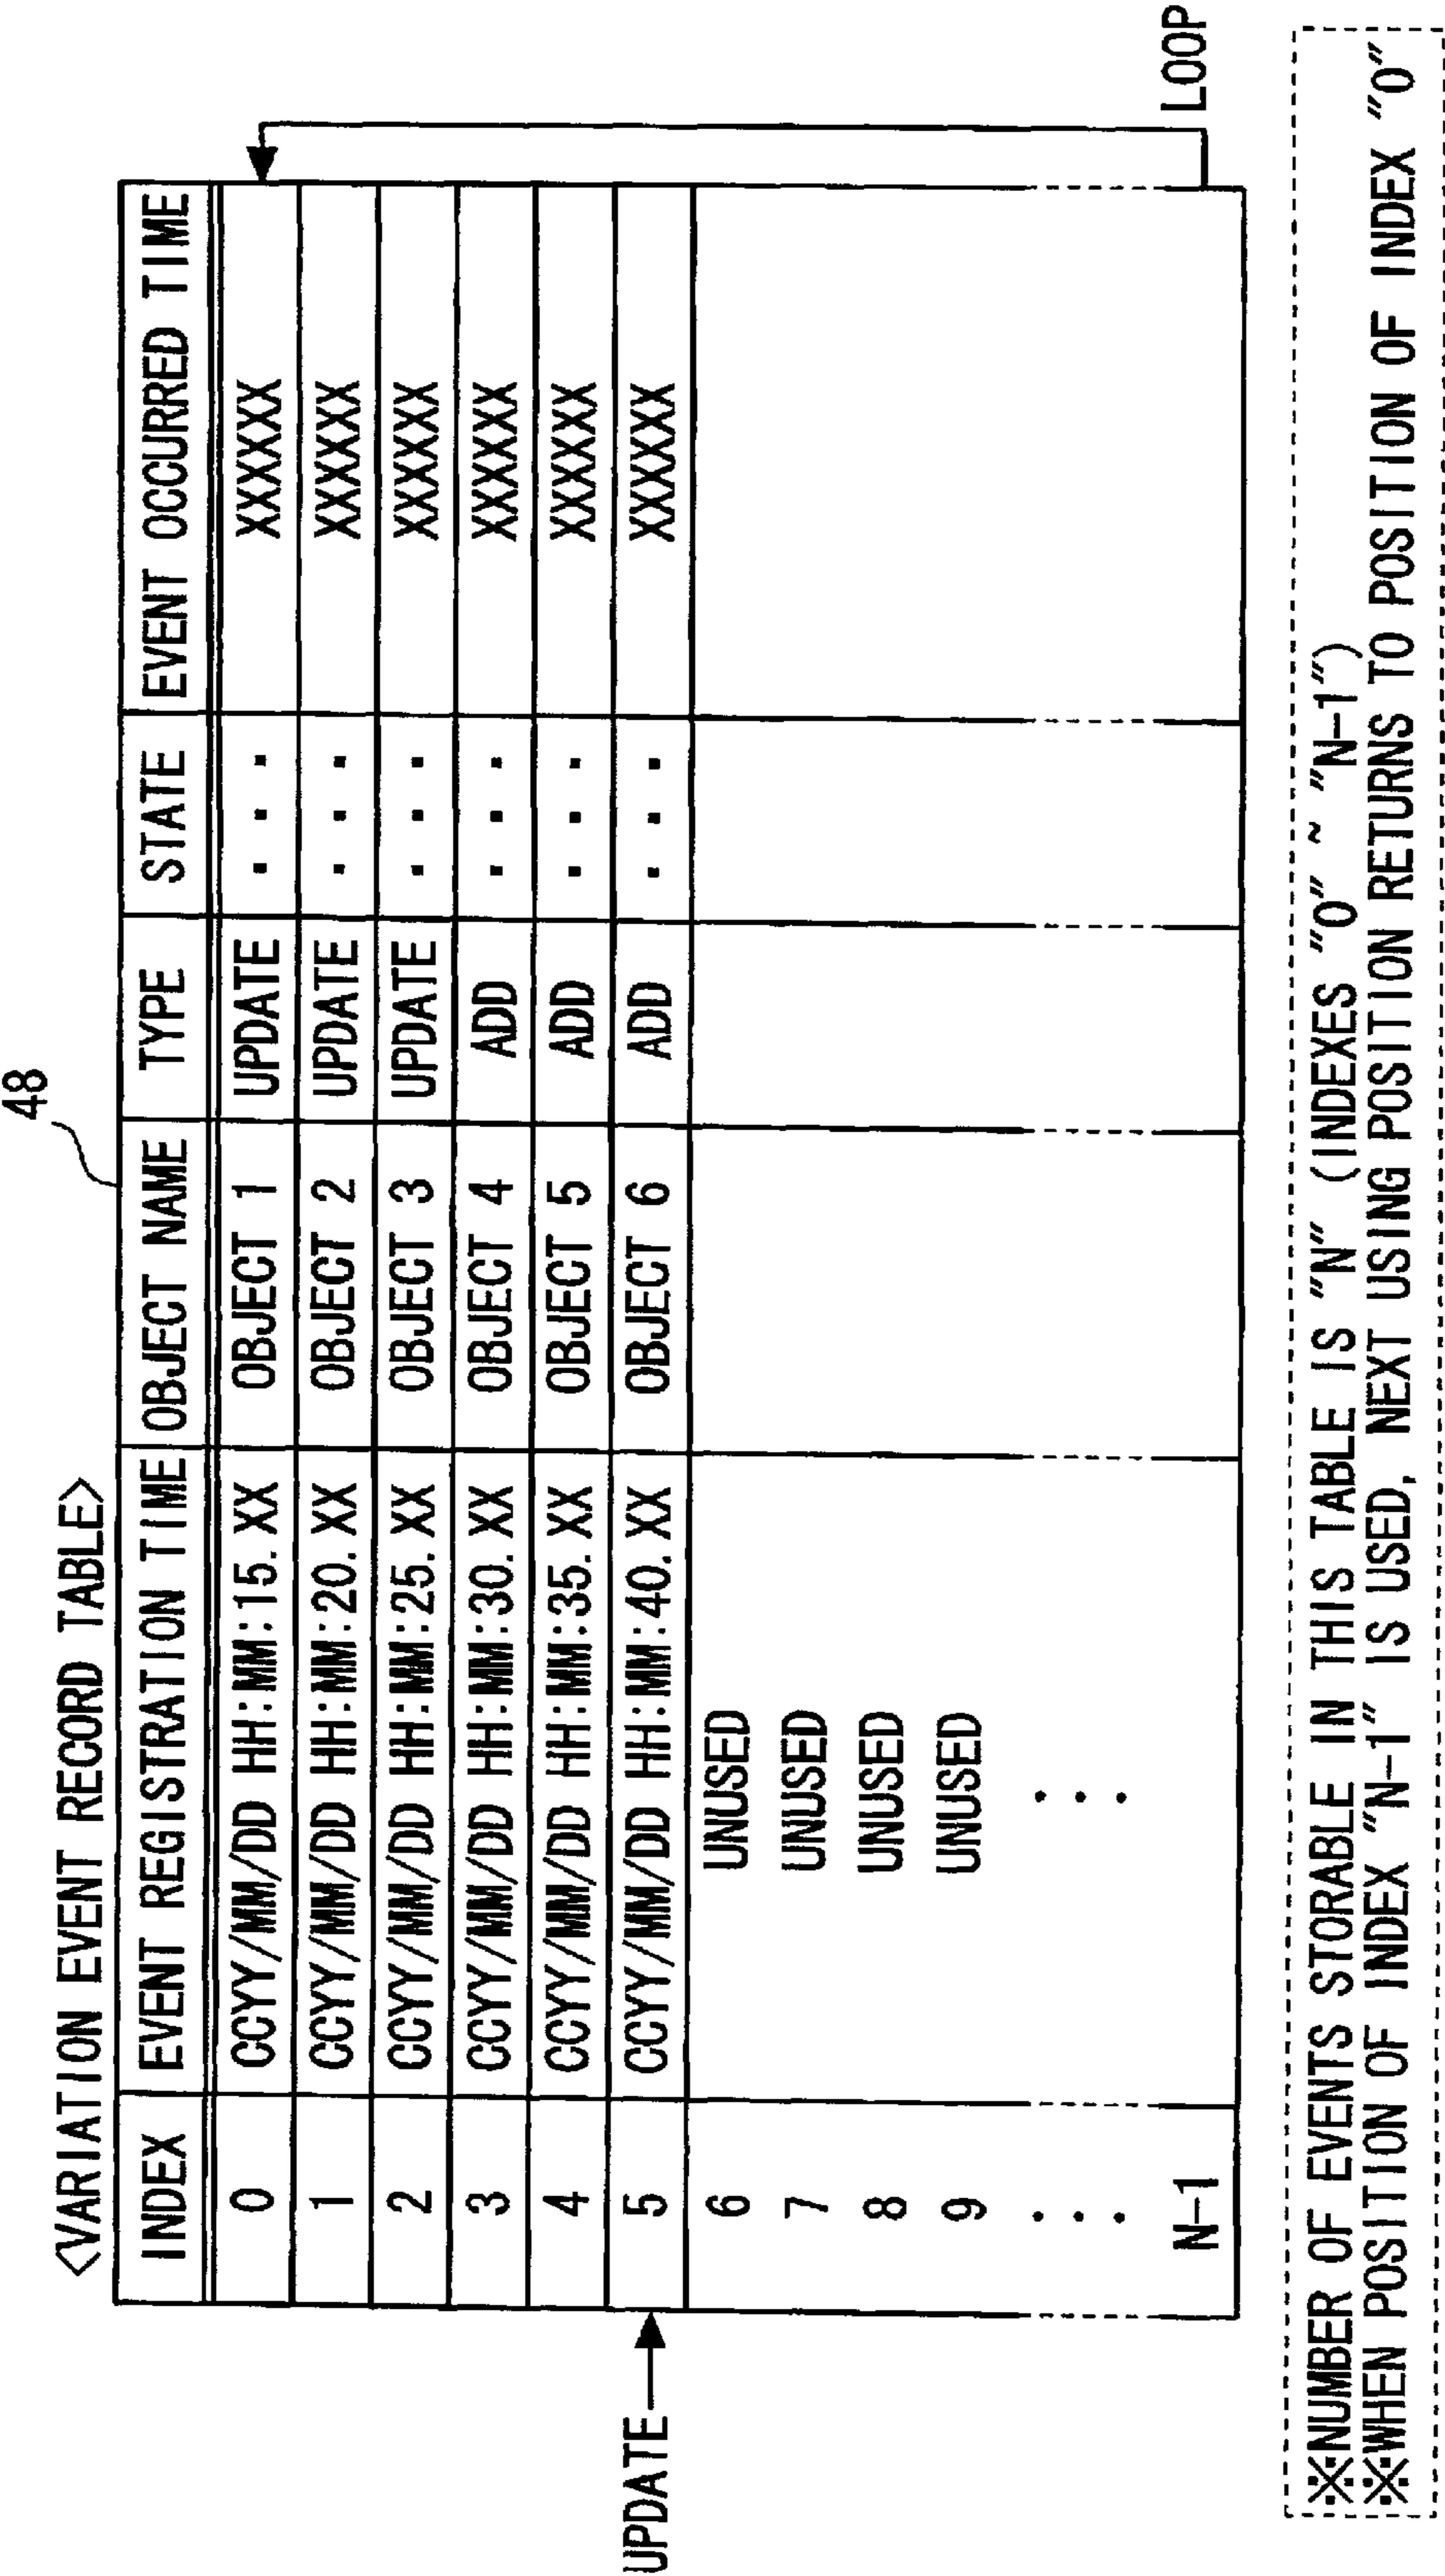 48
<VARIATION EVENT RECORD TABLE>
INDEX EVENT REGISTRATION TIME OBJECT NAME TYPE STATE EVENT OCCURRED TIME
0 CCYY/MM/DD HH:MM:15.XX OBJECT 1 UPDATE ... XXXXXX
1 CCYY/MM/DD HH:MM:20.XX OBJECT 2 UPDATE ... XXXXXX
2 CCYY/MM/DD HH:MM:25.XX OBJECT 3 UPDATE ... XXXXXX
3 CCYY/MM/DD HH:MM:30.XX OBJECT 4 ADD ... XXXXXX
4 CCYY/MM/DD HH:MM:35.XX OBJECT 5 ADD ... XXXXXX
UPDATE 5 CCYY/MM/DD HH:MM:40.XX OBJECT 6 ADD ... XXXXXX
6 UNUSED
7 UNUSED
8 UNUSED
9 UNUSED
... ...
N-1 LOOP
※NUMBER OF EVENTS STORABLE IN THIS TABLE IS "N" (INDEXES "0" ~ "N-1")
※WHEN POSITION OF INDEX "N-1" IS USED, NEXT USING POSITION RETURNS TO POSITION OF INDEX "0"